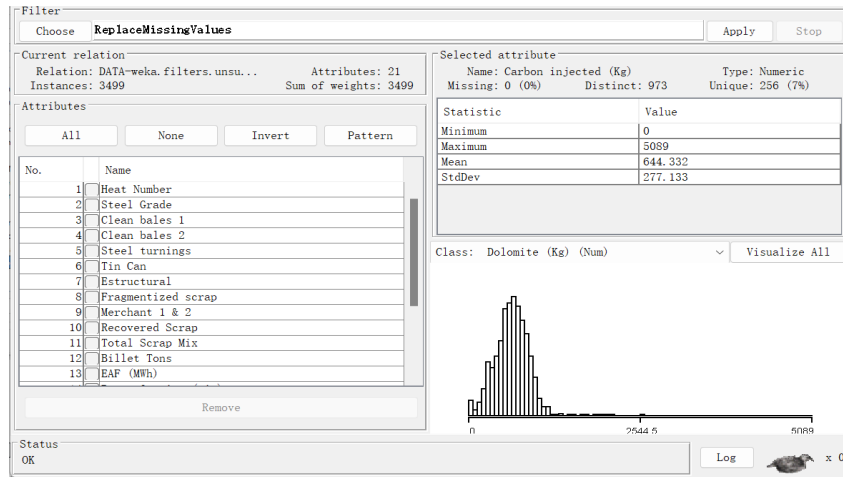 Filter
Choose ReplaceMissingValues Apply Stop
Current relation
Relation: DATA-weka.filters.unsu... Attributes: 21
Instances: 3499 Sum of weights: 3499
Attributes
All None Invert Pattern
No. Name
1 Heat Number
2 Steel Grade
3 Clean bales 1
4 Clean bales 2
5 Steel turnings
6 Tin Can
7 Estructural
8 Fragmentized scrap
9 Merchant 1 & 2
10 Recovered Scrap
11 Total Scrap Mix
12 Billet Tons
13 EAF (MWh)
Remove
Selected attribute
Name: Carbon injected (Kg) Type: Numeric
Missing: 0 (0%) Distinct: 973 Unique: 256 (7%)
Statistic Value
Minimum 0
Maximum 5089
Mean 644.332
StdDev 277.133
Class: Dolomite (Kg) (Num) Visualize All
0 2544.5 5089
Status
OK
Log x 0